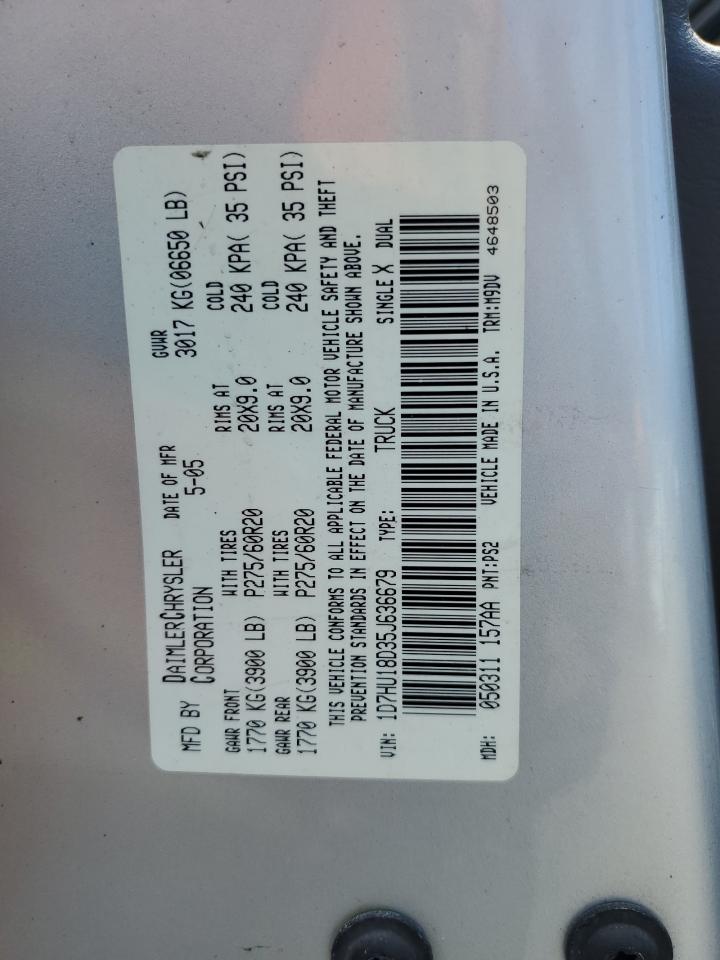 MFD BY DAIMLERCHRYSLER CORPORATION DATE OF MFR 5-05 GVWR 3017 KG(06650 LB)
GAWR FRONT WITH TIRES RIMS AT COLD
1770 KG(3900 LB) P275/60R20 20X9.0 240 KPA( 35 PSI)
GAWR REAR WITH TIRES RIMS AT COLD
1770 KG(3900 LB) P275/60R20 20X9.0 240 KPA( 35 PSI)
THIS VEHICLE CONFORMS TO ALL APPLICABLE FEDERAL MOTOR VEHICLE SAFETY AND THEFT
PREVENTION STANDARDS IN EFFECT ON THE DATE OF MANUFACTURE SHOWN ABOVE.
VIN: 1D7HU18D35J636679 TYPE: TRUCK SINGLE X DUAL
MDH: 050311 157AA PNT:PS2 VEHICLE MADE IN U.S.A. TRM:M9DV 4648503